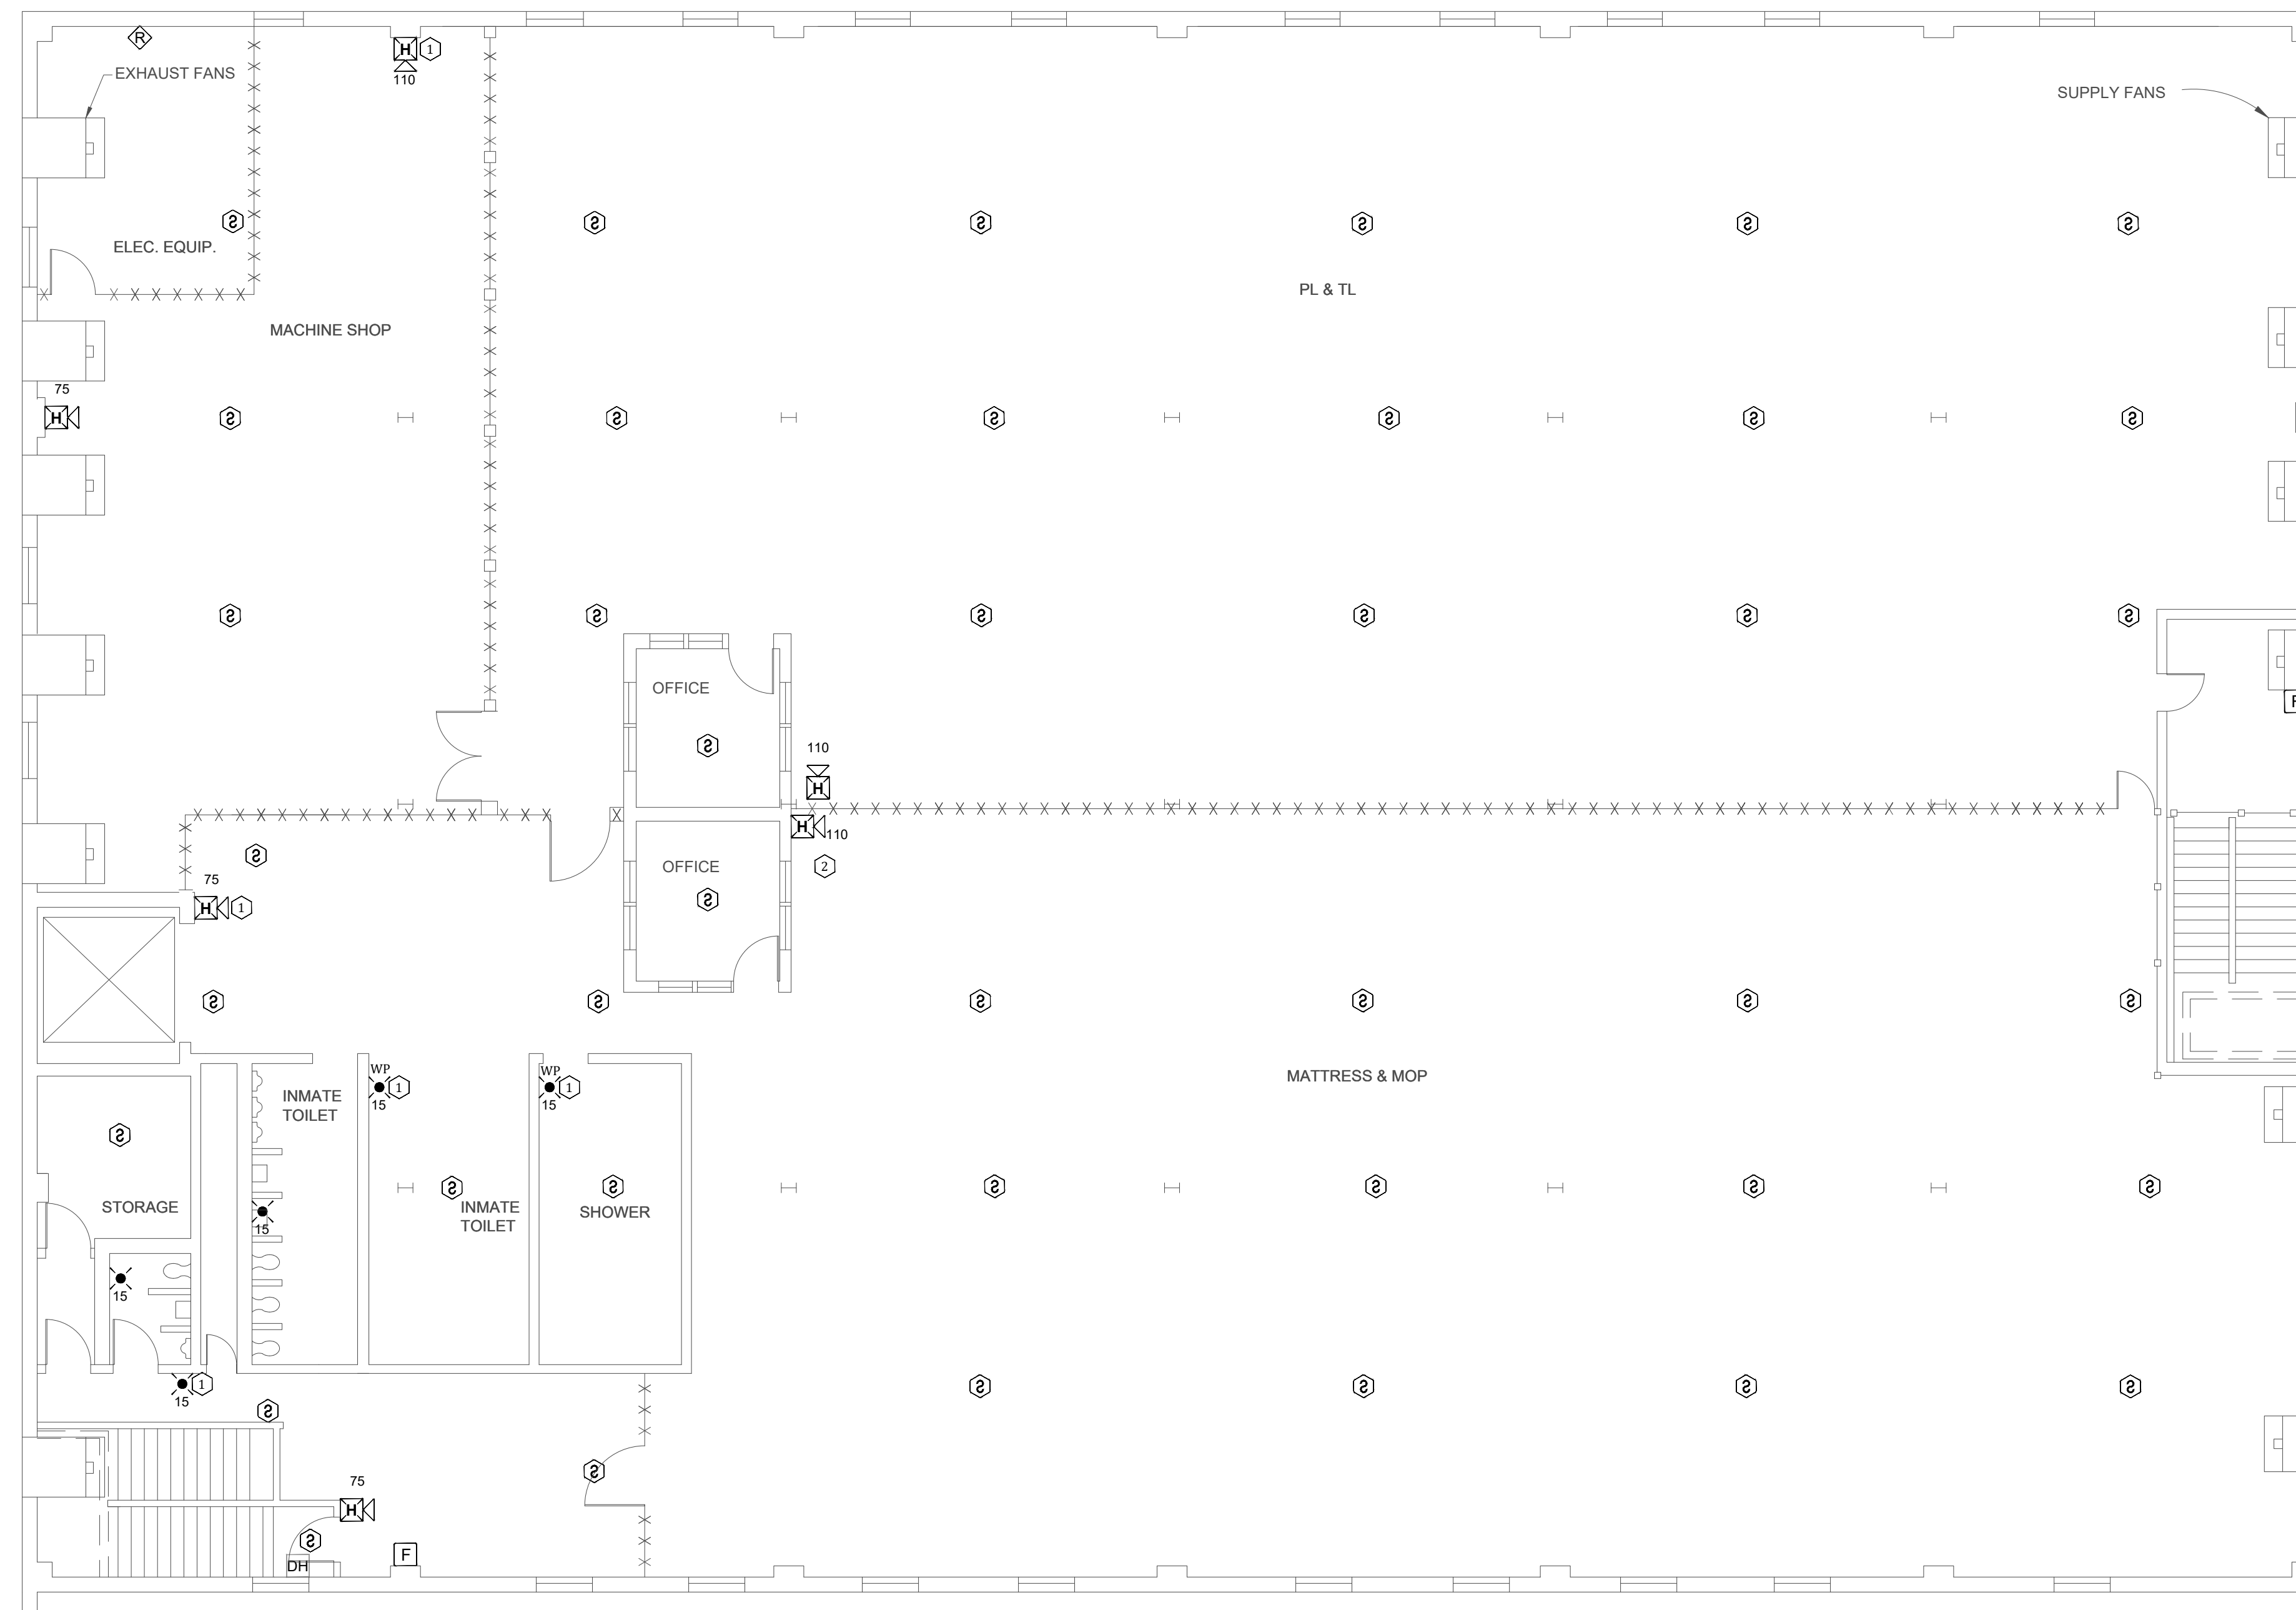 R
H 1
110
EXHAUST FANS
SUPPLY FANS
S S S S S S
ELEC. EQUIP.
PL & TL
MACHINE SHOP
75
H
S S S S S S
S S S S S S
OFFICE
S
110
H
H 110
X
S
OFFICE
2
75
H 1
S
S S S S S S
WP
1
15
WP
1
15
MATTRESS & MOP
INMATE
TOILET
S
S S S S S S
STORAGE
INMATE
TOILET
SHOWER
15
15
1
15
S
S S S S
S
75
H
S
F
DH